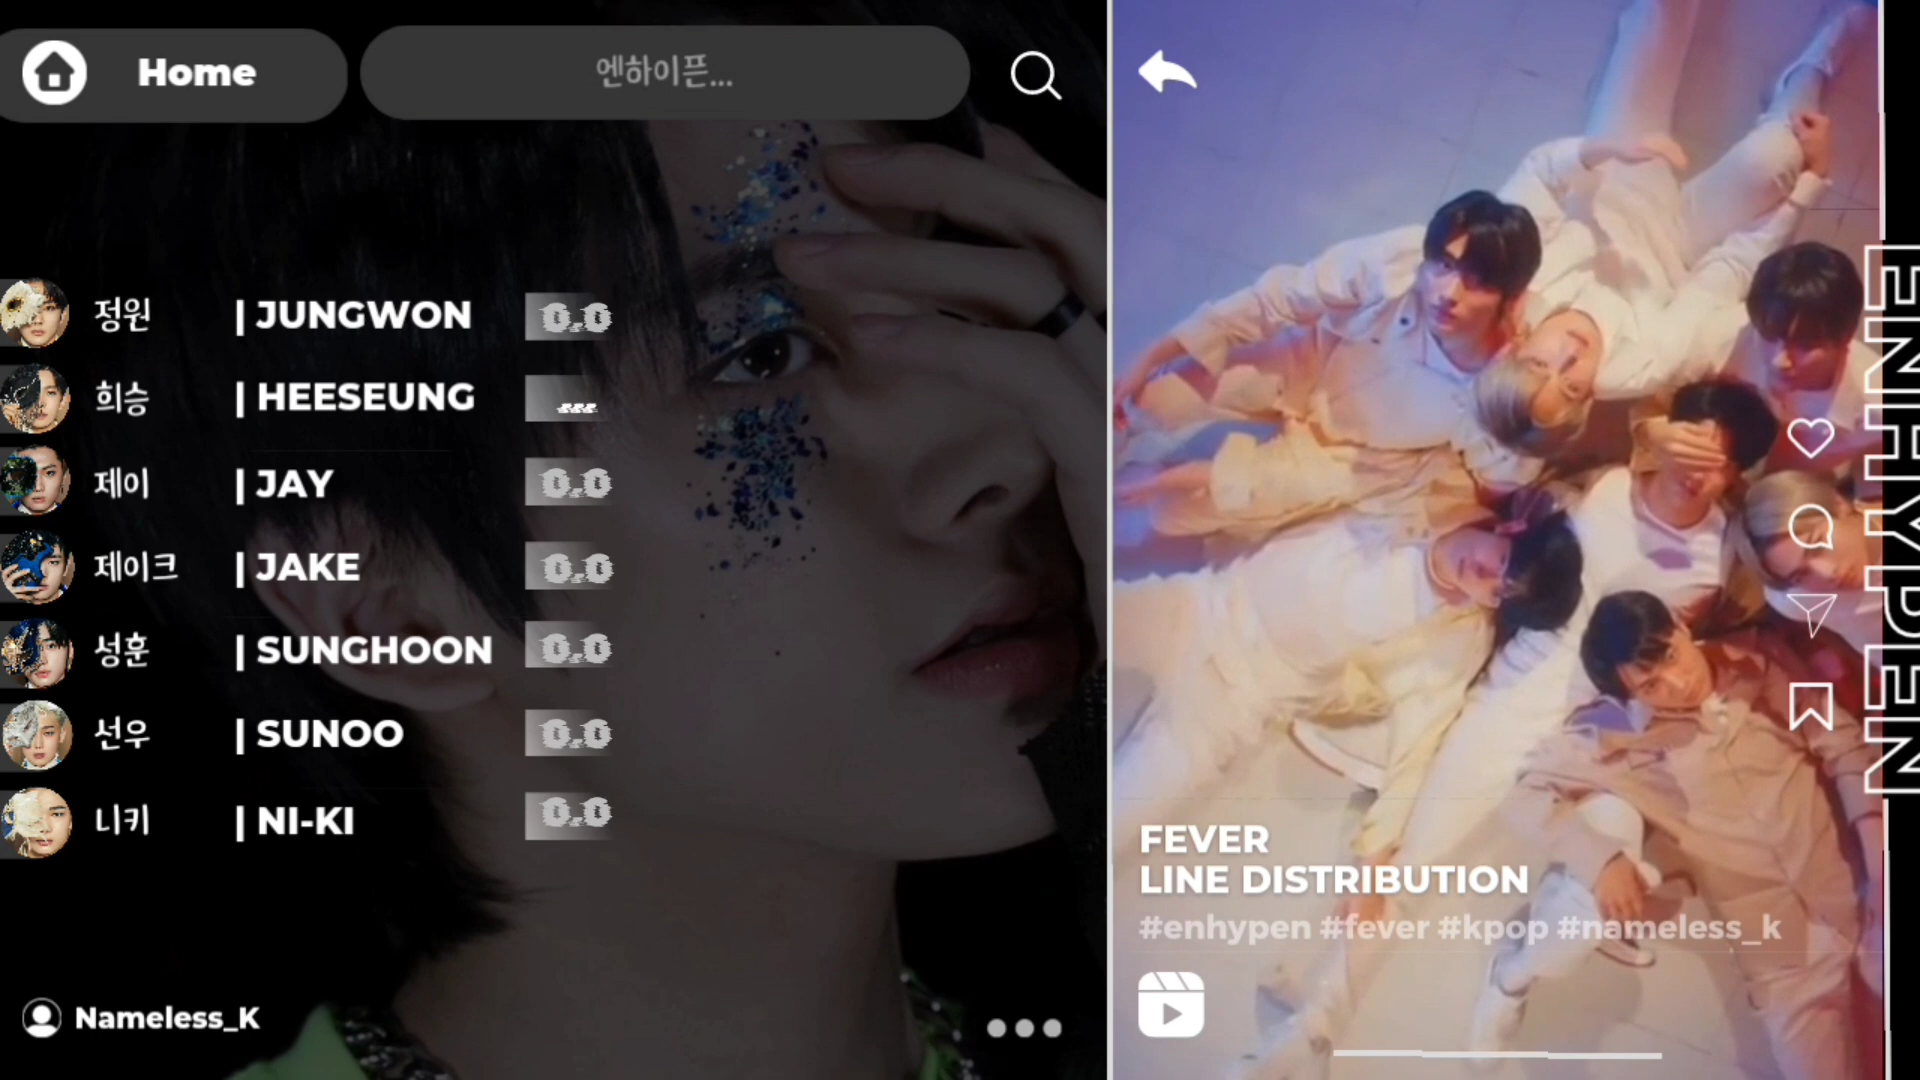 Home
엔하이픈...
정원 | JUNGWON 0.0
희승 | HEESEUNG
제이 | JAY 0.0
제이크 | JAKE 0.0
성훈 | SUNGHOON 0.0
선우 | SUNOO 0.0
니키 | NI-KI 0.0
Nameless_K
FEVER
LINE DISTRIBUTION
#enhypen #fever #kpop #nameless_k
ENHYPEN